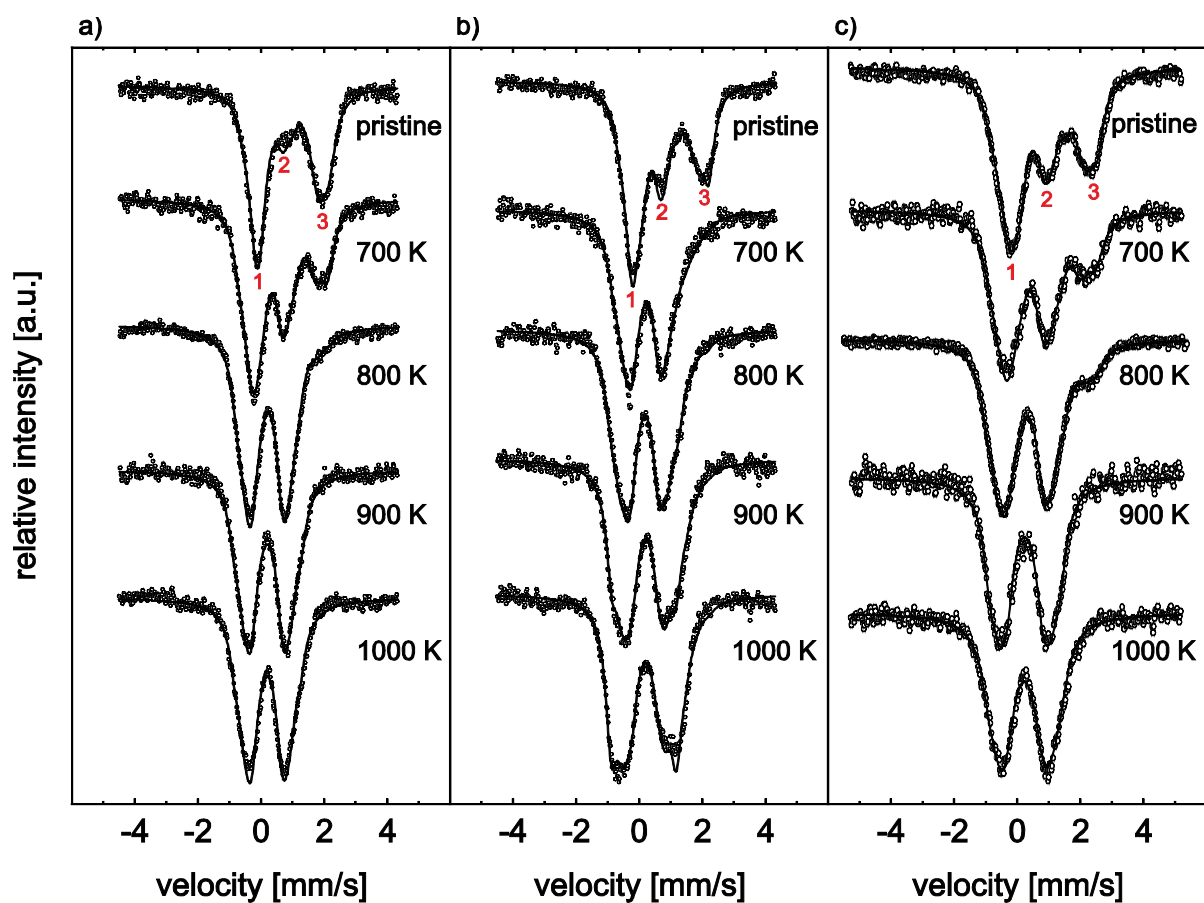 a)
b)
c)
relative intensity [a.u.]
pristine
2
3
700 K
1
800 K
900 K
1000 K
pristine
2
3
700 K
1
800 K
900 K
1000 K
pristine
2
3
700 K
1
800 K
900 K
1000 K
-4 -2 0 2 4
-4 -2 0 2 4
-4 -2 0 2 4
velocity [mm/s]
velocity [mm/s]
velocity [mm/s]